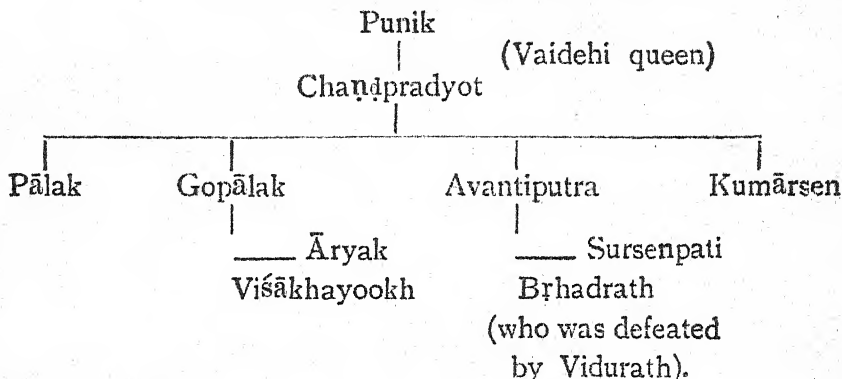 Punik
(Vaidehi queen)
Chaṇḍpradyot
Pālak Gopālak Avantiputra Kumārsen
Āryak Sursenpati
Viśākhayookh Bṛhadrath
(who was defeated
by Vidurath).